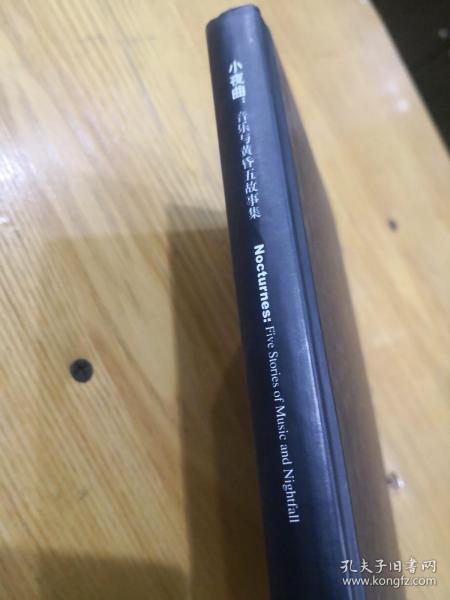 小夜曲：音乐与黄昏五故事集
Nocturnes: Five Stories of Music and Nightfall
孔夫子旧书网
www.kongfz.com